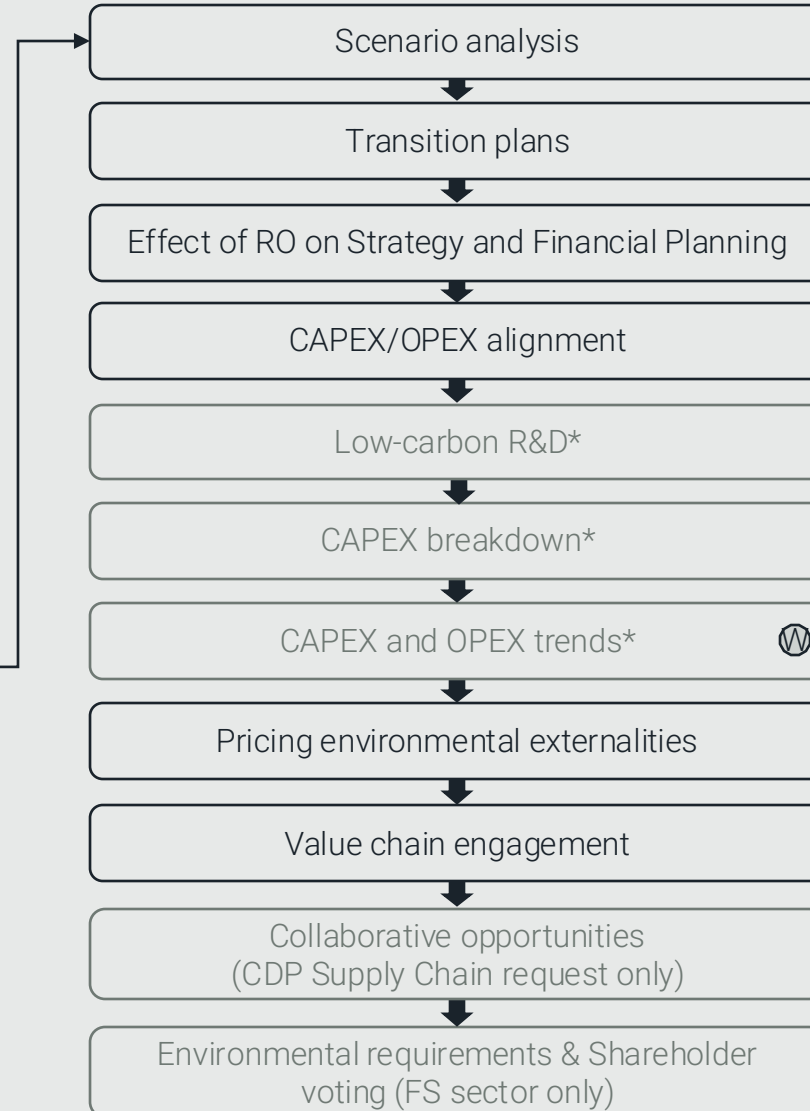 Scenario analysis
Transition plans
Effect of RO on Strategy and Financial Planning
CAPEX/OPEX alignment
Low-carbon R&D*
CAPEX breakdown*
CAPEX and OPEX trends*
W
Pricing environmental externalities
Value chain engagement
Collaborative opportunities
(CDP Supply Chain request only)
Environmental requirements & Shareholder
voting (FS sector only)